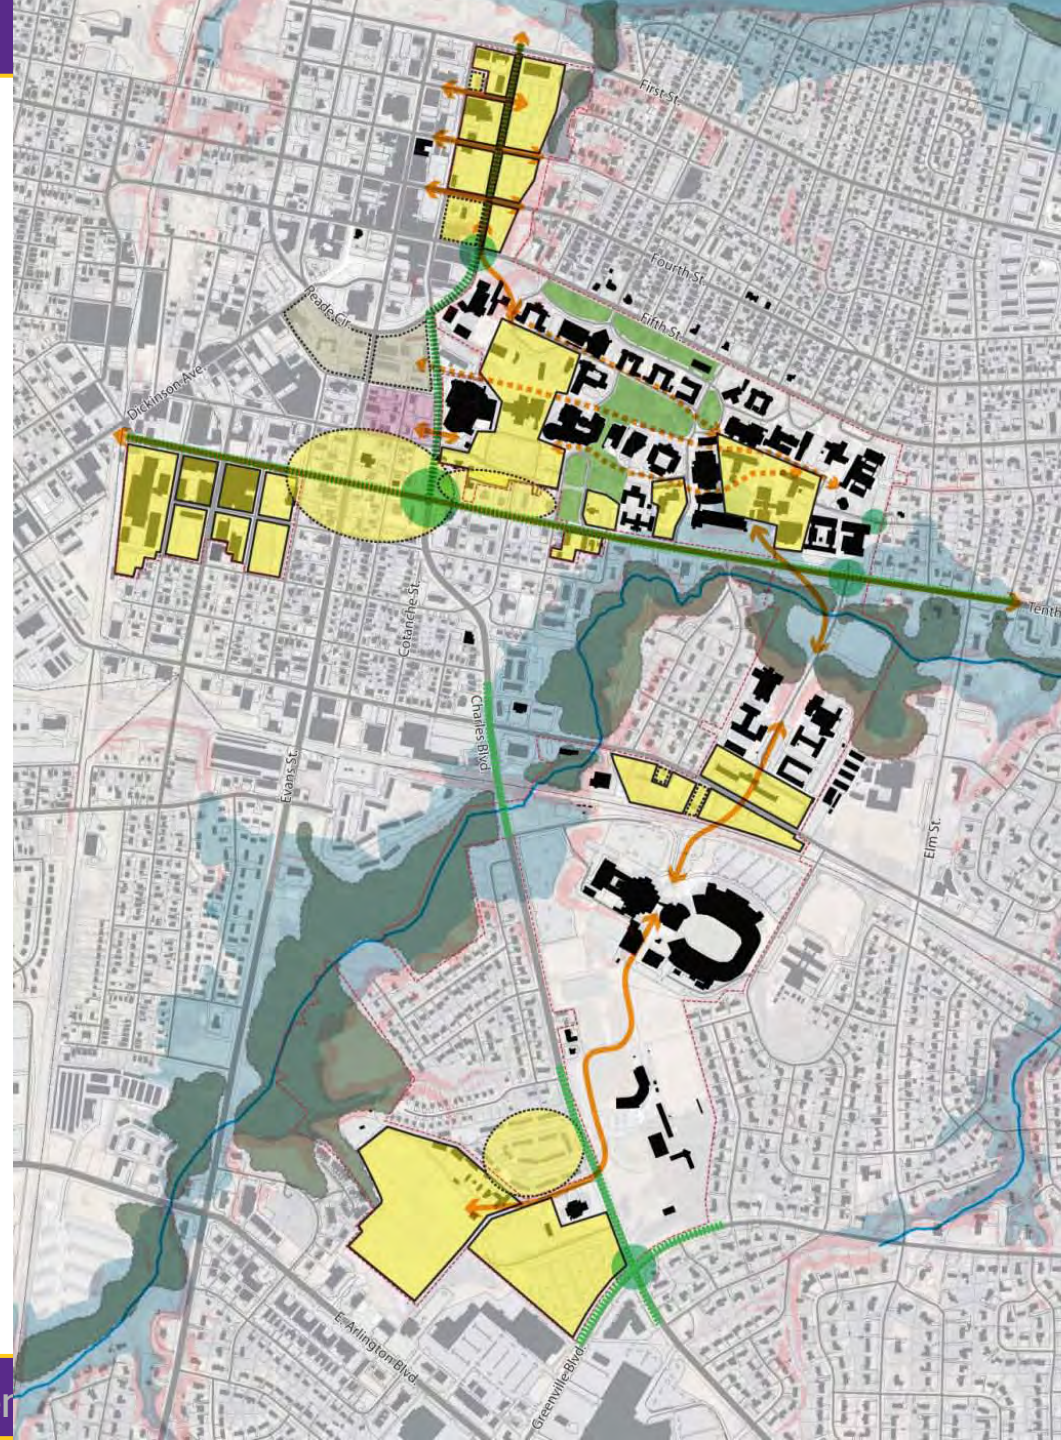 First St.
Fourth St.
Fifth St.
Reade Cir.
Dickinson Ave.
Tenth
Cotanche St.
Charles Blvd
Evans St.
Elm St.
E. Arlington Blvd.
Greenville Blvd.